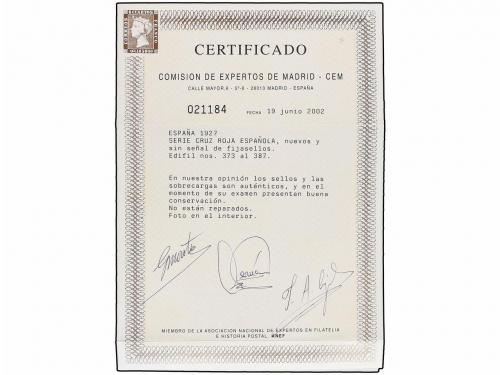 CERTIFICADO
COMISION DE EXPERTOS DE MADRID - CEM
CALLE MAYOR,8 - 5º-6 - 28013 MADRID - ESPAÑA
021184 FECHA 19 junio 2002
ESPAÑA 1927
SERIE CRUZ ROJA ESPAÑOLA, nuevos y
sin señal de fijasellos.
Edifil nos. 373 al 387.
En nuestra opinión los sellos y las
sobrecargas son auténticos, y en el
momento de su examen presentan buena
conservación.
No están reparados.
Foto en el interior.
MIEMBRO DE LA ASOCIACION NACIONAL DE EXPERTOS EN FILATELIA
E HISTORIA POSTAL